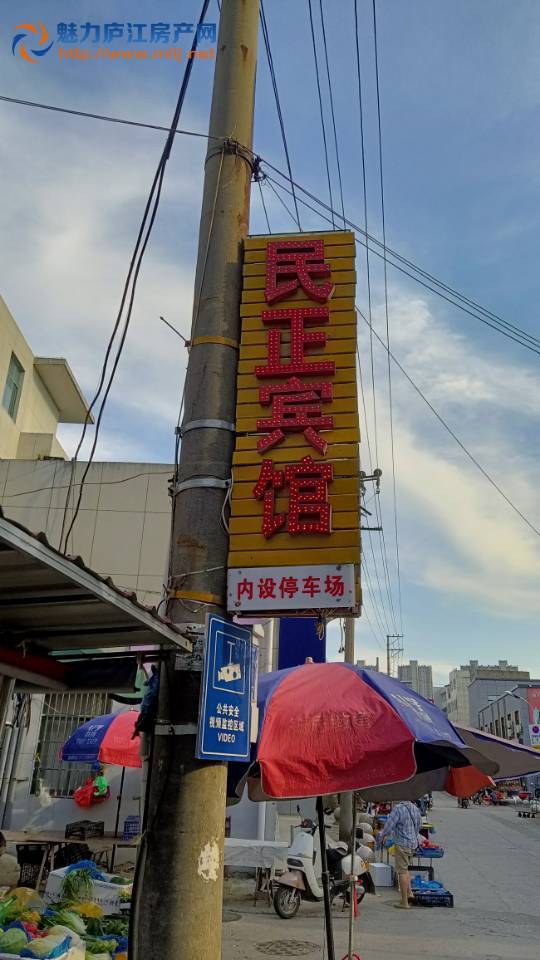 魅力庐江房产网
http://www.mllj.net
民正宾馆
内设停车场
公共安全
视频监控区域
VIDEO